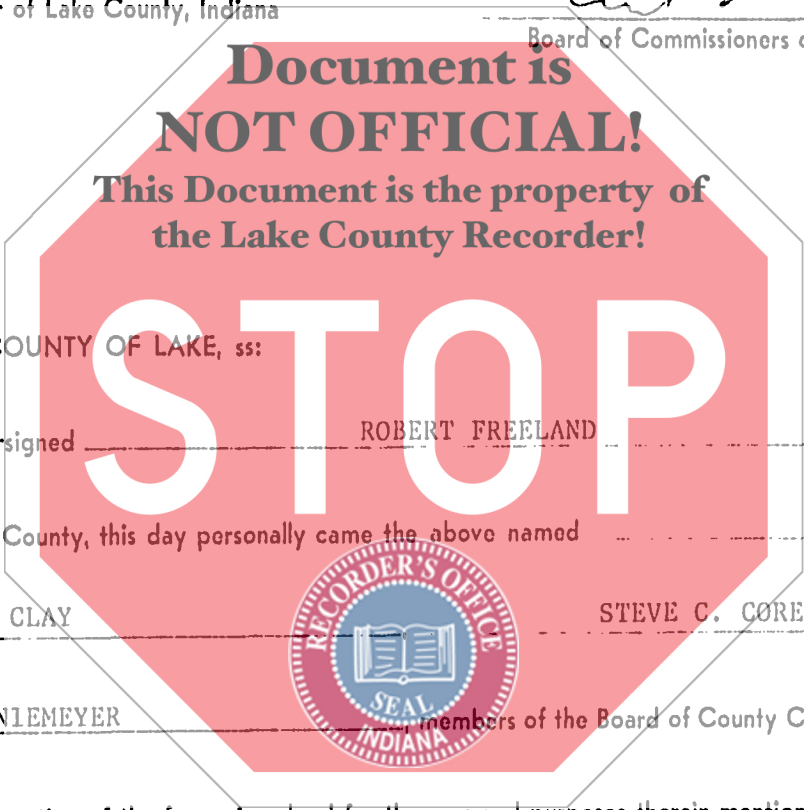 of Lake County, Indiana
Board of Commissioners
Document is
NOT OFFICIAL!
This Document is the property of
the Lake County Recorder!
STOP
COUNTY OF LAKE, ss:
signed ROBERT FREELAND
County, this day personally came the above named
CLAY STEVE C. CORE
RECORDER'S OFFICE
SEAL
INDIANA
NIEMEYER , members of the Board of County C